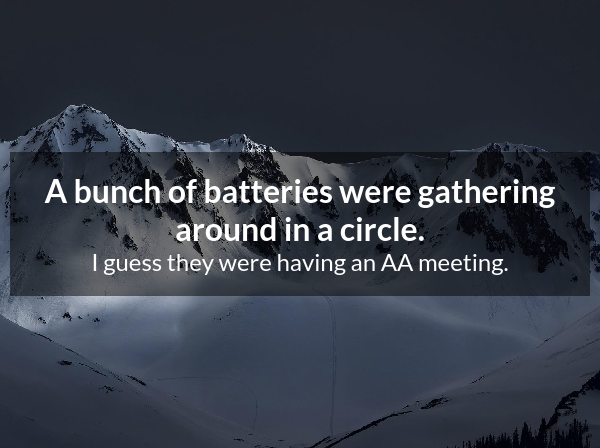 A bunch of batteries were gathering
around in a circle.
I guess they were having an AA meeting.